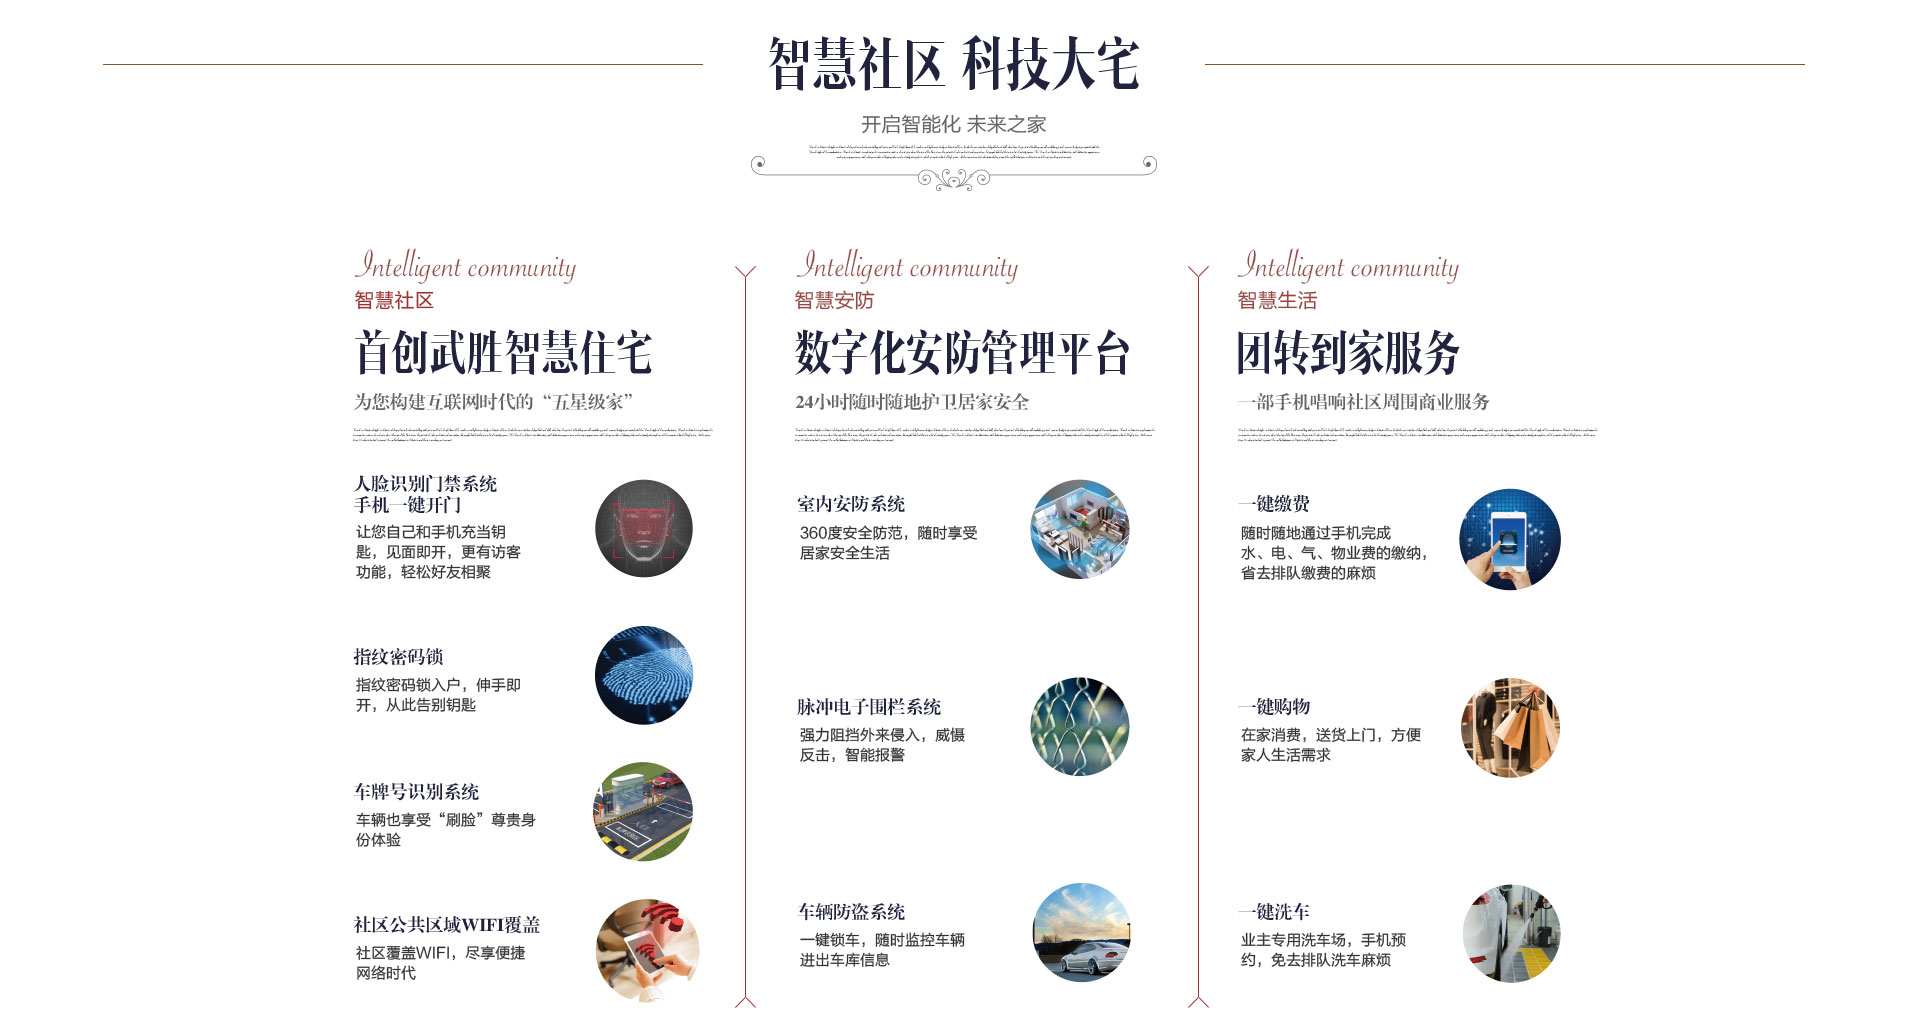 智慧社区 科技大宅
开启智能化 未来之家
Intelligent community
智慧社区
首创武胜智慧住宅
为您构建互联网时代的“五星级家”
人脸识别门禁系统
手机一键开门
让您自己和手机充当钥
匙，见面即开，更有访客
功能，轻松好友相聚
指纹密码锁
指纹密码锁入户，伸手即
开，从此告别钥匙
车牌号识别系统
车辆也享受“刷脸”尊贵身
份体验
社区公共区域WIFI覆盖
社区覆盖WIFI，尽享便捷
网络时代
Intelligent community
智慧安防
数字化安防管理平台
24小时随时随地护卫居家安全
室内安防系统
360度安全防范，随时享受
居家安全生活
脉冲电子围栏系统
强力阻挡外来侵入，威慑
反击，智能报警
车辆防盗系统
一键锁车，随时监控车辆
进出车库信息
Intelligent community
智慧生活
团转到家服务
一部手机唱响社区周围商业服务
一键缴费
随时随地通过手机完成
水、电、气、物业费的缴纳，
省去排队缴费的麻烦
一键购物
在家消费，送货上门，方便
家人生活需求
一键洗车
业主专用洗车场，手机预
约，免去排队洗车麻烦